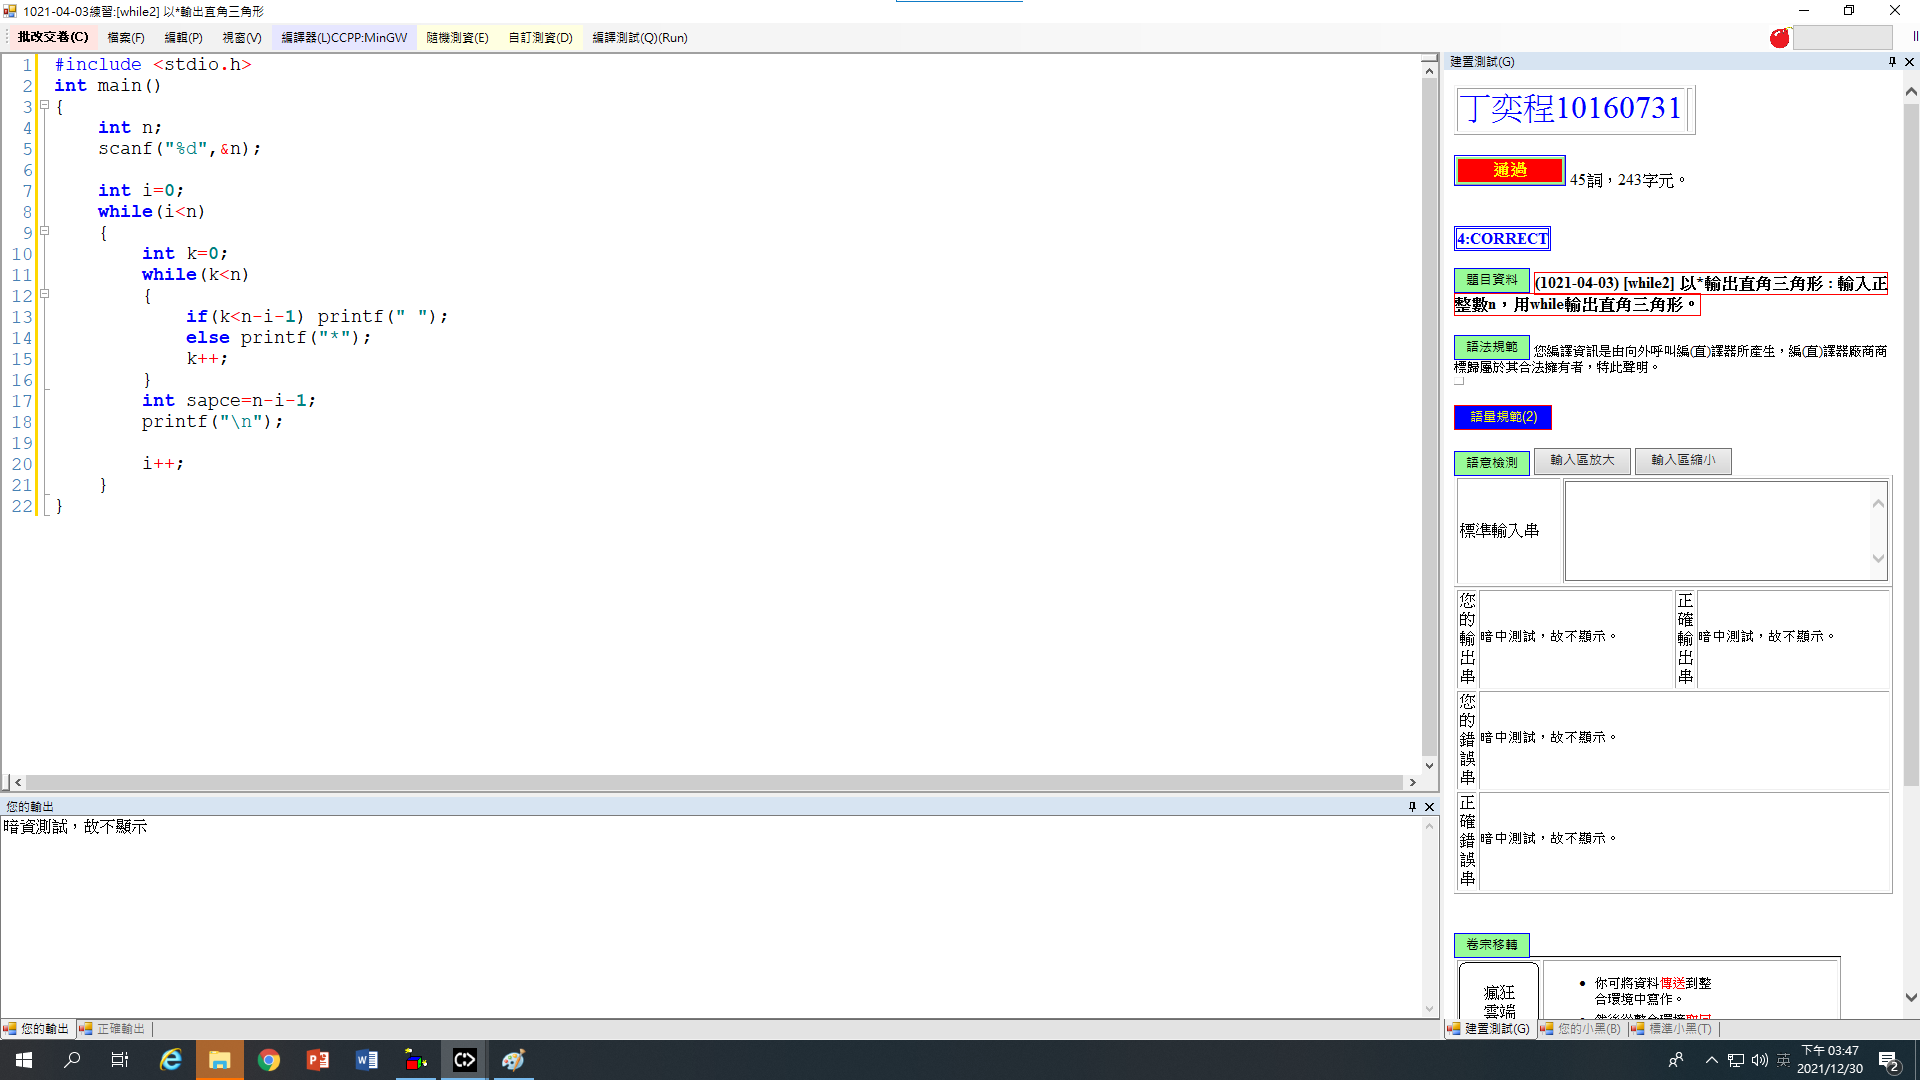 1021-04-03練習:[while2] 以*輸出直角三角形
批改交卷(C) 檔案(F) 編輯(P) 視窗(V) 編譯器(L)CCPP:MinGW 隨機測資(E) 自訂測資(D) 編譯測試(Q)(Run)
1 #include <stdio.h>
2 int main()
3 {
4 int n;
5 scanf("%d",&n);
6
7 int i=0;
8 while(i<n)
9 {
10 int k=0;
11 while(k<n)
12 {
13 if(k<n-i-1) printf(" ");
14 else printf("*");
15 k++;
16 }
17 int sapce=n-i-1;
18 printf("\n");
19
20 i++;
21 }
22 }
您的輸出
暗資測試，故不顯示
您的輸出 正確輸出
建置測試(G)
丁奕程10160731
通過 45詞，243字元。
4:CORRECT
題目資料 (1021-04-03) [while2] 以*輸出直角三角形：輸入正
整數n，用while輸出直角三角形。
語法規範 您編譯資訊是由向外呼叫編(直)譯器所產生，編(直)譯器廠商商
標歸屬於其合法擁有者，特此聲明。
語量規範(2)
語意檢測 輸入區放大 輸入區縮小
標準輸入串
您的輸出串 暗中測試，故不顯示。 正確輸出串 暗中測試，故不顯示。
您的錯誤串 暗中測試，故不顯示。
正確錯誤串 暗中測試，故不顯示。
卷宗移轉
瘋狂
雲端
你可將資料傳送到整
合環境中寫作。
建置測試(G) 您的小黑(B) 標準小黑(T)
英
下午 03:47
2021/12/30
2